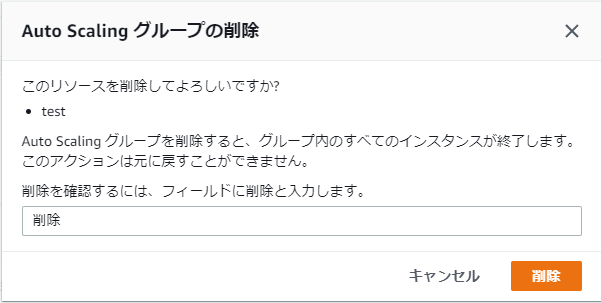 Auto Scaling グループの削除
このリソースを削除してよろしいですか?
• test
Auto Scaling グループを削除すると、グループ内のすべてのインスタンスが終了します。
このアクションは元に戻すことができません。
削除を確認するには、フィールドに削除と入力します。
削除
キャンセル 削除